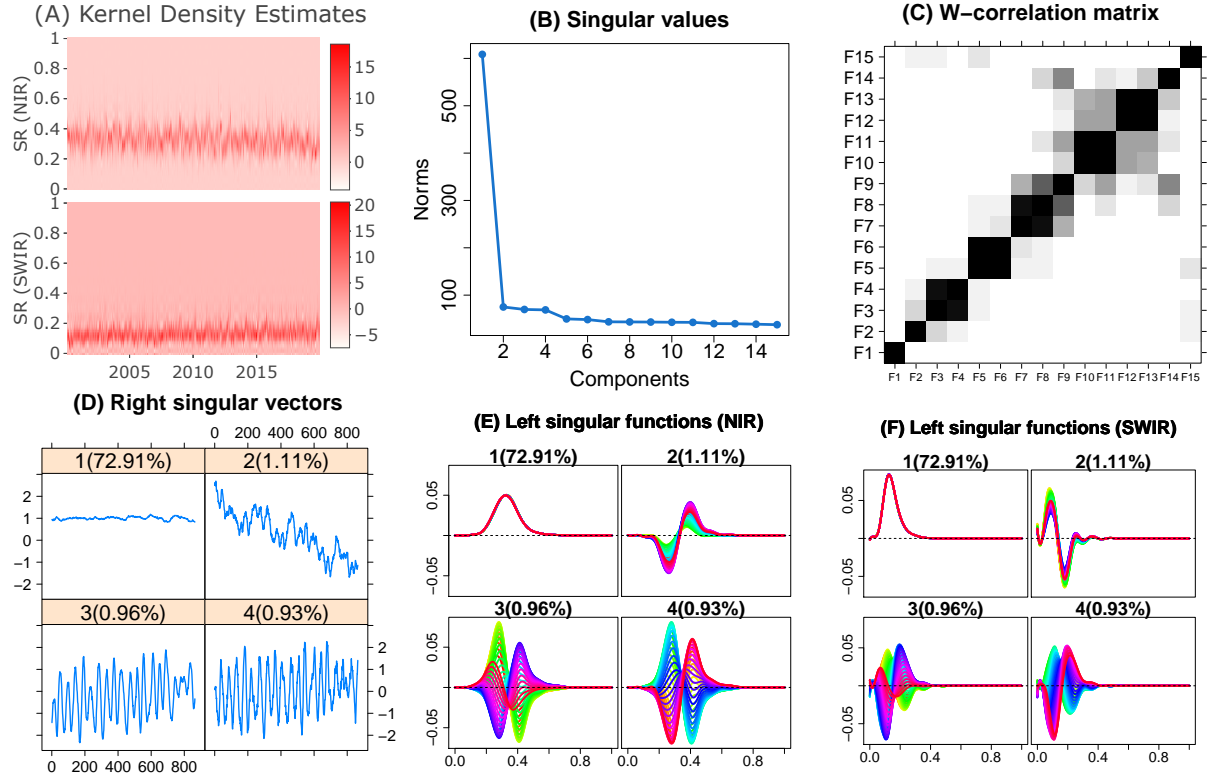 (A) Kernel Density Estimates
SR (NIR)
1
0.8
0.6
0.4
0.2
0
15
10
5
0
SR (SWIR)
1
0.8
0.6
0.4
0.2
0
20
15
10
5
0
−5
2005 2010 2015
(B) Singular values
Norms
500
300
100
2 4 6 8 10 12 14
Components
(C) W−correlation matrix
F15
F14
F13
F12
F11
F10
F9
F8
F7
F6
F5
F4
F3
F2
F1
F1 F2 F3 F4 F5 F6 F7 F8 F9 F10 F11 F12 F13 F14 F15
(D) Right singular vectors
0 200 400 600 800
1(72.91%) 2(1.11%)
2
1
0
−1
−2
3(0.96%) 4(0.93%)
2
1
0
−1
−2
0 200 400 600 800
(E) Left singular functions (NIR)
1(72.91%) 2(1.11%)
0.05
−0.05
3(0.96%) 4(0.93%)
0.05
−0.05
0.0 0.4 0.8
0.0 0.4 0.8
(F) Left singular functions (SWIR)
1(72.91%) 2(1.11%)
0.05
−0.05
3(0.96%) 4(0.93%)
0.05
−0.05
0.0 0.4 0.8
0.0 0.4 0.8